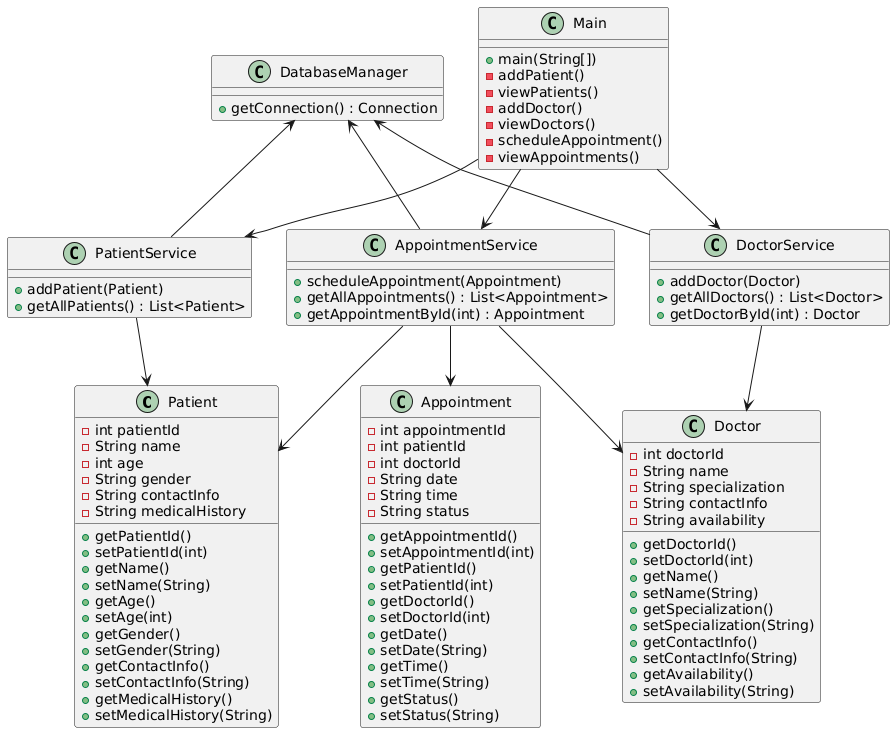 C Main
main(String[])
addPatient()
viewPatients()
addDoctor()
viewDoctors()
scheduleAppointment()
viewAppointments()
C DatabaseManager
getConnection() : Connection
C PatientService
addPatient(Patient)
getAllPatients() : List<Patient>
C AppointmentService
scheduleAppointment(Appointment)
getAllAppointments() : List<Appointment>
getAppointmentById(int) : Appointment
C DoctorService
addDoctor(Doctor)
getAllDoctors() : List<Doctor>
getDoctorById(int) : Doctor
C Patient
int patientId
String name
int age
String gender
String contactInfo
String medicalHistory
getPatientId()
setPatientId(int)
getName()
setName(String)
getAge()
setAge(int)
getGender()
setGender(String)
getContactInfo()
setContactInfo(String)
getMedicalHistory()
setMedicalHistory(String)
C Appointment
int appointmentId
int patientId
int doctorId
String date
String time
String status
getAppointmentId()
setAppointmentId(int)
getPatientId()
setPatientId(int)
getDoctorId()
setDoctorId(int)
getDate()
setDate(String)
getTime()
setTime(String)
getStatus()
setStatus(String)
C Doctor
int doctorId
String name
String specialization
String contactInfo
String availability
getDoctorId()
setDoctorId(int)
getName()
setName(String)
getSpecialization()
setSpecialization(String)
getContactInfo()
setContactInfo(String)
getAvailability()
setAvailability(String)